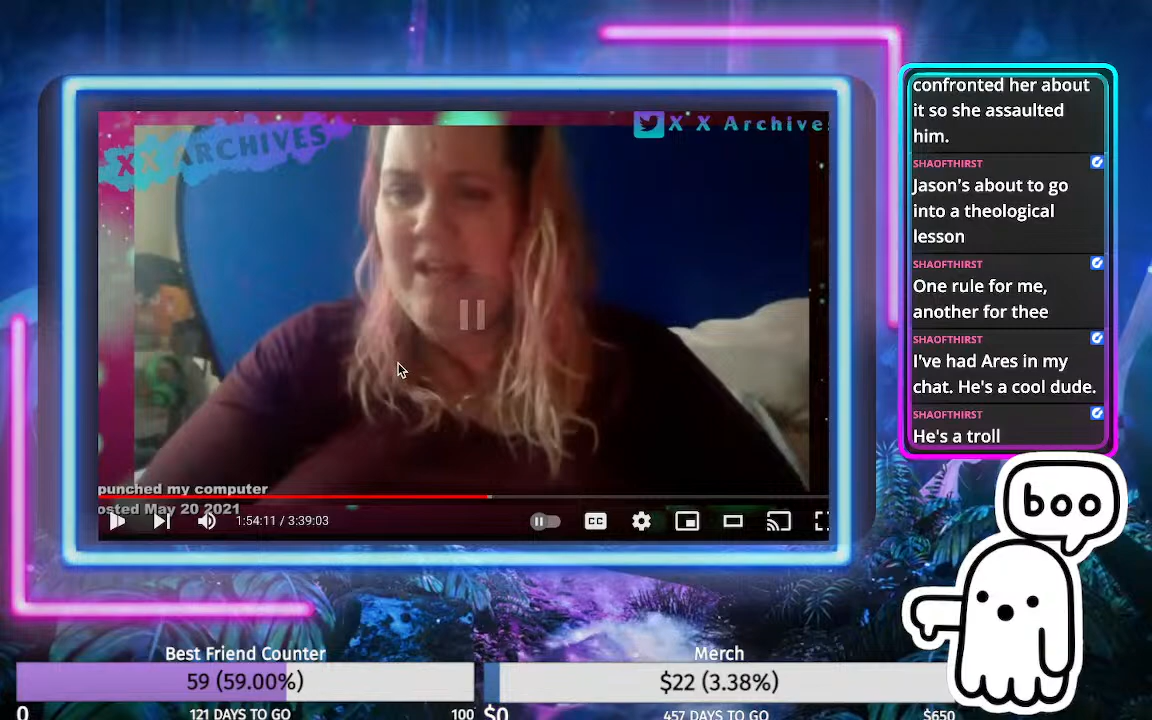 XX ARCHIVES
X X Archive
punched my computer
osted May 20 2021
1:54:11 / 3:39:03
CC
confronted her about
it so she assaulted
him.
SHAOFTHIRST
Jason's about to go
into a theological
lesson
SHAOFTHIRST
One rule for me,
another for thee
SHAOFTHIRST
I've had Ares in my
chat. He's a cool dude.
SHAOFTHIRST
He's a troll
boo
Best Friend Counter
59 (59.00%)
0 121 DAYS TO GO 100
Merch
$22 (3.38%)
$0 457 DAYS TO GO $650